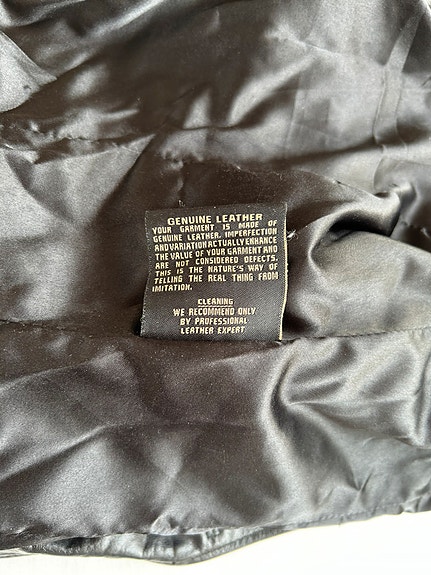 GENUINE LEATHER
YOUR GARMENT IS MADE OF
GENUINE LEATHER. IMPERFECTION
AND VARIATION ACTUALLY ENHANCE
THE VALUE OF YOUR GARMENT AND
ARE NOT CONSIDERED DEFECTS.
THIS IS THE NATURE'S WAY OF
TELLING THE REAL THING FROM
IMITATION.
CLEANING
WE RECOMMEND ONLY
BY PROFESSIONAL
LEATHER EXPERT